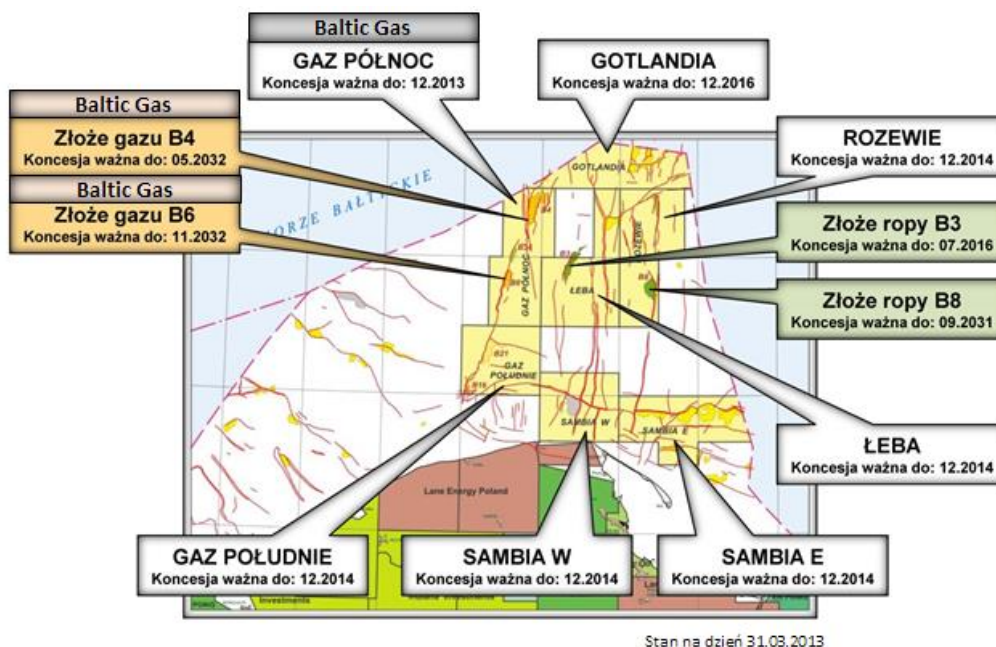 Baltic Gas
GAZ PÓŁNOC
Koncesja ważna do: 12.2013
GOTLANDIA
Koncesja ważna do: 12.2016
Baltic Gas
Złoże gazu B4
Koncesja ważna do: 05.2032
Baltic Gas
Złoże gazu B6
Koncesja ważna do: 11.2032
ROZEWIE
Koncesja ważna do: 12.2014
Złoże ropy B3
Koncesja ważna do: 07.2016
Złoże ropy B8
Koncesja ważna do: 09.2031
ŁEBA
Koncesja ważna do: 12.2014
MORZE BAŁTYCKIE
GOTLANDIA
B4
ROZEWIE
GAZ PÓŁNOC
B3
B6
B8
ŁEBA
B21
GAZ
POŁUDNIE
B16
SAMBIA W
SAMBIA E
Lane Energy Poland
GAZ POŁUDNIE
Koncesja ważna do: 12.2014
SAMBIA W
Koncesja ważna do: 12.2014
SAMBIA E
Koncesja ważna do: 12.2014
Investments
Stan na dzień 31.03.2013